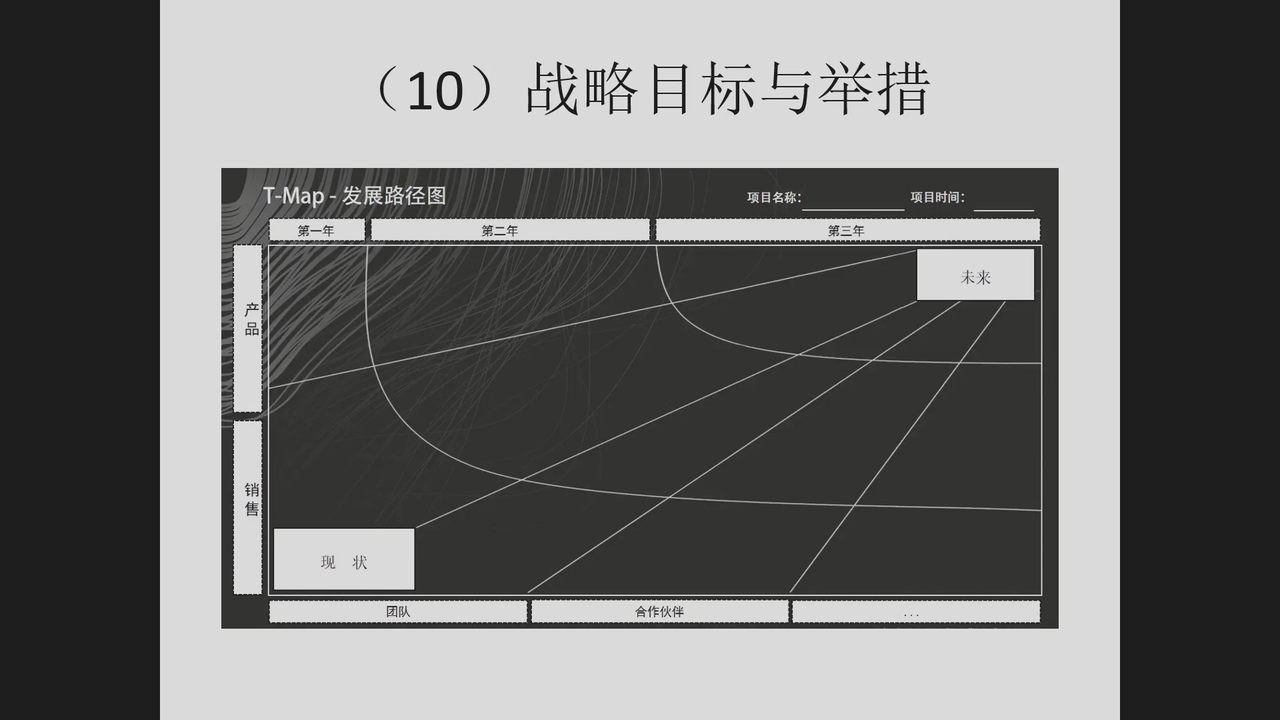 （10）战略目标与举措
T-Map - 发展路径图
项目名称：
项目时间：
第一年
第二年
第三年
未来
产品
销售
现 状
团队
合作伙伴
...